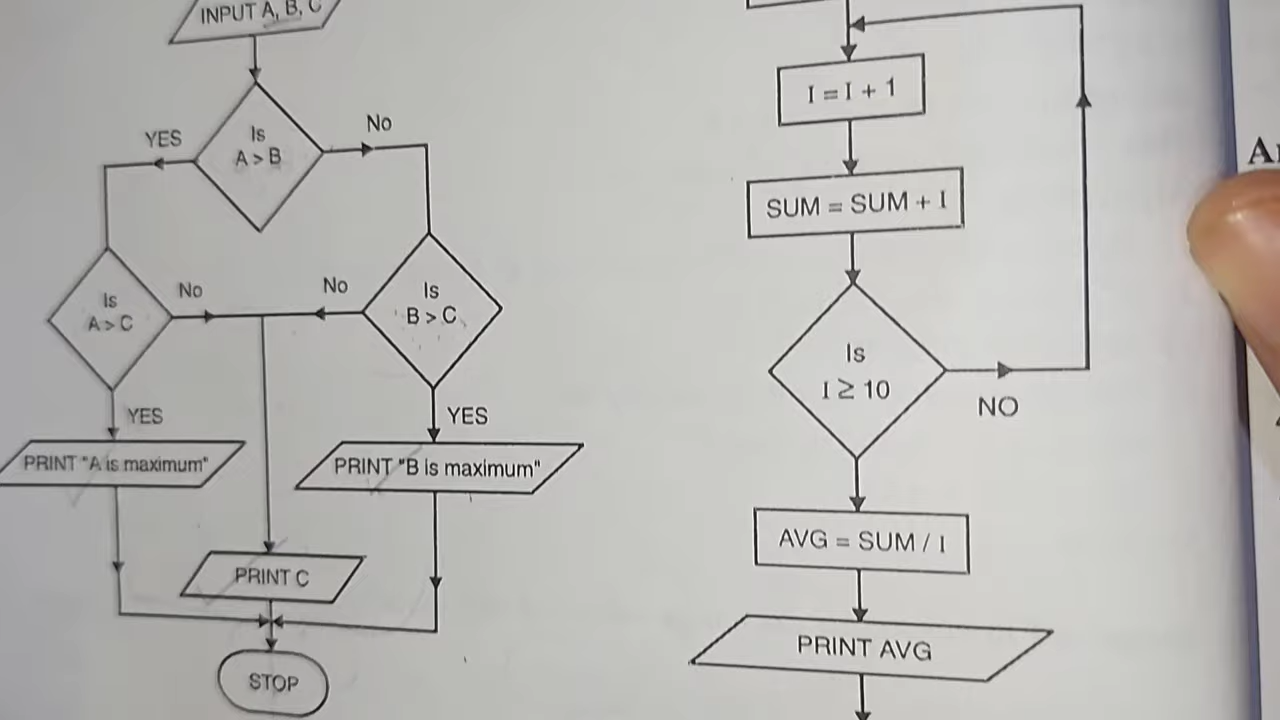 INPUT A, B, C
Is
A > B
YES
No
Is
A > C
No
No
Is
B > C
YES
YES
PRINT "A is maximum"
PRINT "B is maximum"
PRINT C
STOP
I = I + 1
SUM = SUM + I
Is
I ≥ 10
NO
AVG = SUM / I
PRINT AVG